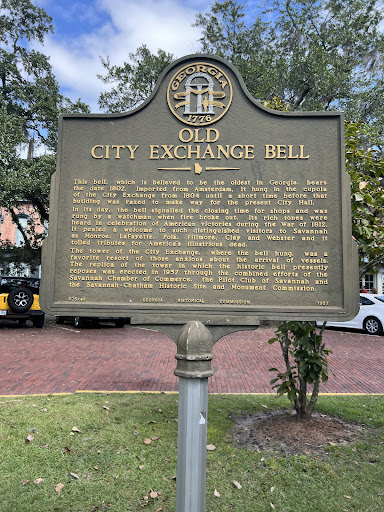 GEORGIA
1776
OLD
CITY EXCHANGE BELL
This bell, which is believed to be the oldest in Georgia, bears
the date 1802. Imported from Amsterdam, it hung in the cupola
of the City Exchange from 1804 until a short time before that
building was razed to make way for the present City Hall.
In its day, the bell signalled the closing time for shops and was
rung by a watchman when fire broke out. Its rich tones were
heard in celebration of American victories during the War of 1812.
It pealed a welcome to such distinguished visitors to Savannah
as Monroe, LaFayette, Polk, Fillmore, Clay and Webster and it
tolled tributes for America's illustrious dead.
The tower of the City Exchange, where the bell hung, was a
favorite resort of those anxious about the arrival of vessels.
The replica of the tower in which the historic bell presently
reposes was erected in 1957 through the combined efforts of the
Savannah Chamber of Commerce, the Pilot Club of Savannah and
the Savannah-Chatham Historic Site and Monument Commission.
GEORGIA HISTORICAL COMMISSION 1957